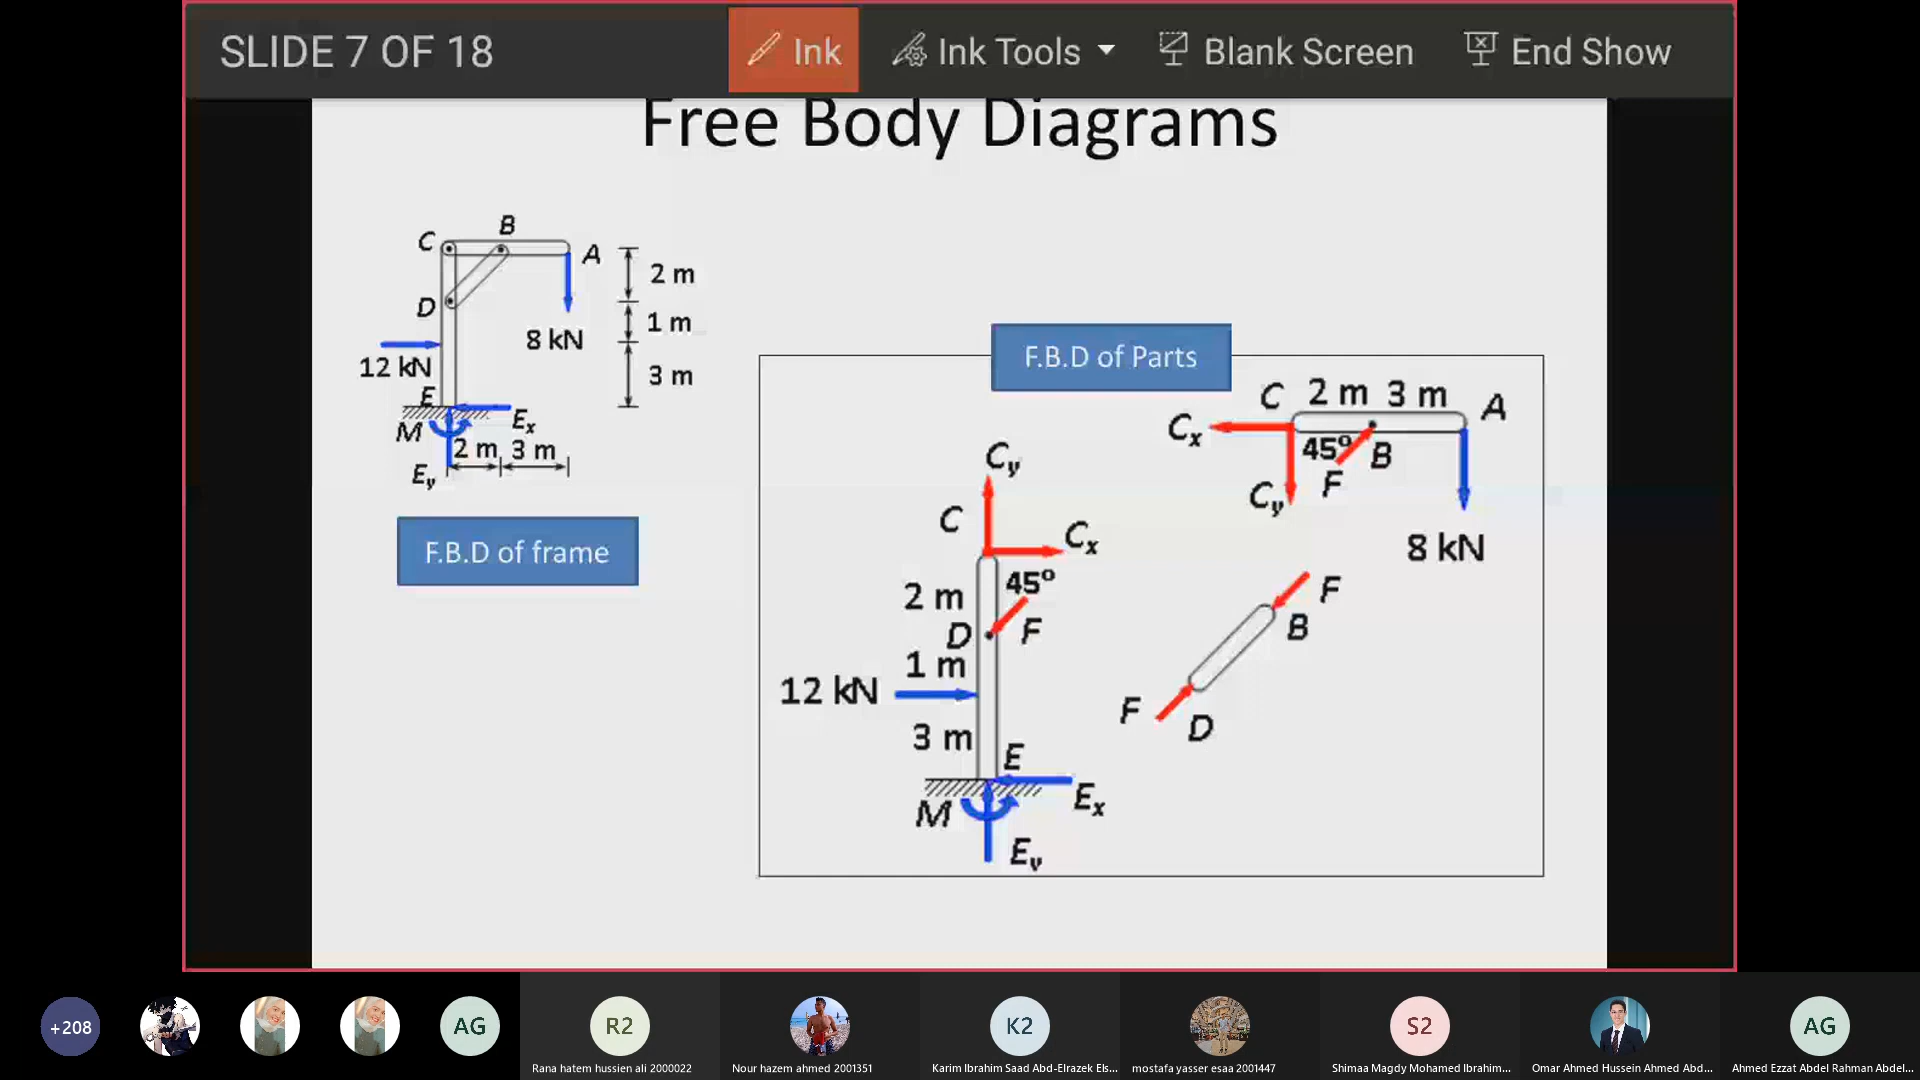 SLIDE 7 OF 18
Ink
Ink Tools
Blank Screen
End Show
Free Body Diagrams
B
C
A
D
2 m
1 m
3 m
8 kN
12 kN
E
M
Ex
2 m 3 m
Ey
F.B.D of frame
F.B.D of Parts
C 2 m 3 m A
Cx
45º
B
F
Cy
8 kN
Cy
C
Cx
45º
2 m
D
F
1 m
12 kN
3 m
E
M
Ex
Ey
F
B
F
D
+208
AG
R2
K2
S2
AG
Rana hatem hussien ali 2000022
Nour hazem ahmed 2001351
Karim Ibrahim Saad Abd-Elrazek Els...
mostafa yasser esaa 2001447
Shimaa Magdy Mohamed Ibrahim...
Omar Ahmed Hussein Ahmed Abd...
Ahmed Ezzat Abdel Rahman Abdel...